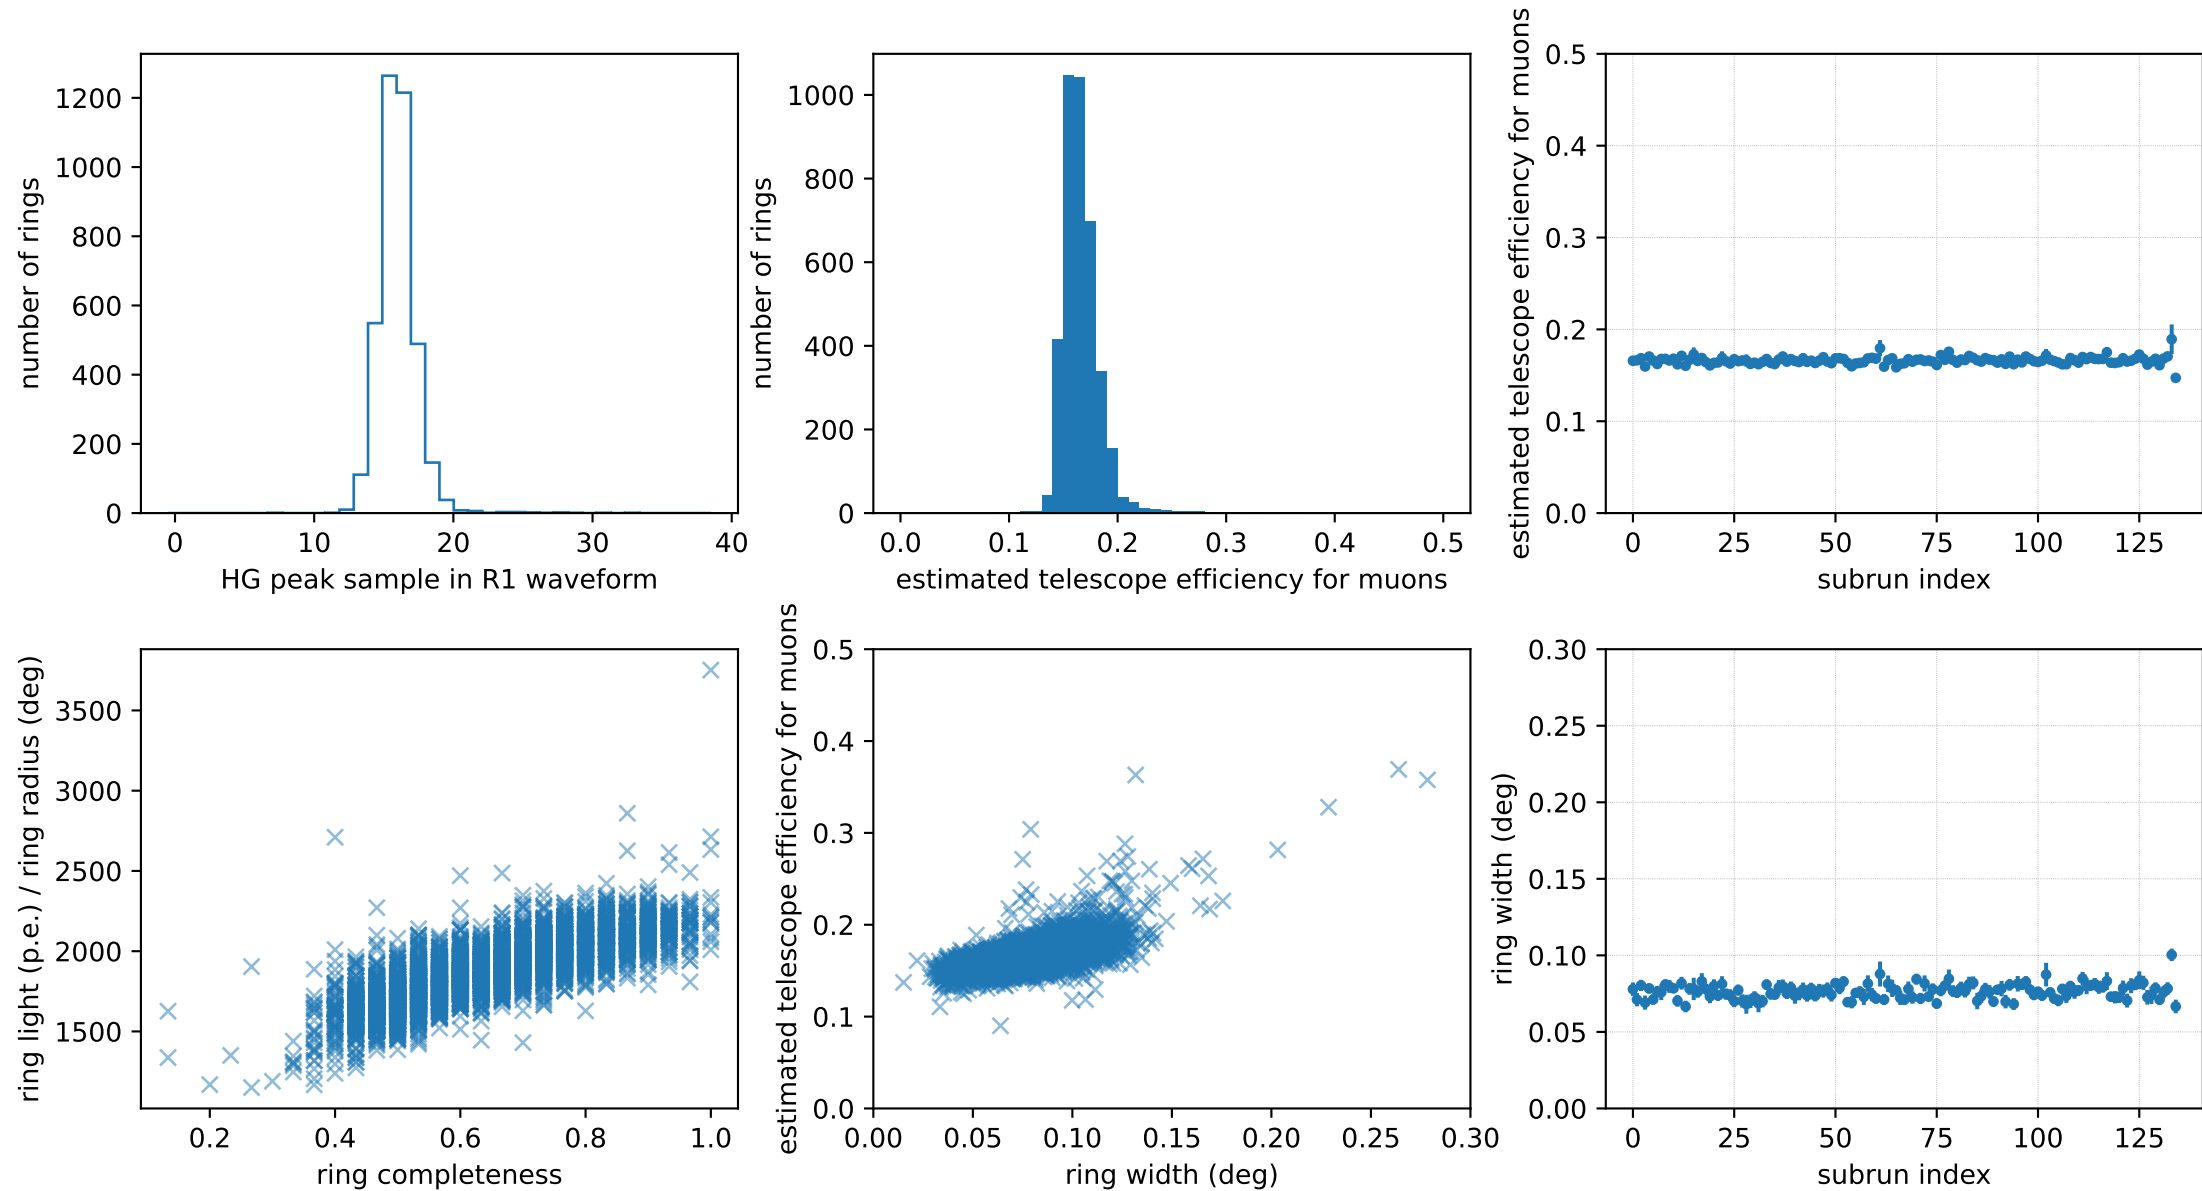 number of rings
1200
1000
800
600
400
200
0
0 10 20 30 40
HG peak sample in R1 waveform
number of rings
1000
800
600
400
200
0
0.0 0.1 0.2 0.3 0.4 0.5
estimated telescope efficiency for muons
estimated telescope efficiency for muons
0.5
0.4
0.3
0.2
0.1
0.0
0 25 50 75 100 125
subrun index
ring light (p.e.) / ring radius (deg)
3500
3000
2500
2000
1500
0.2 0.4 0.6 0.8 1.0
ring completeness
estimated telescope efficiency for muons
0.5
0.4
0.3
0.2
0.1
0.0
0.00 0.05 0.10 0.15 0.20 0.25 0.30
ring width (deg)
ring width (deg)
0.30
0.25
0.20
0.15
0.10
0.05
0.00
0 25 50 75 100 125
subrun index